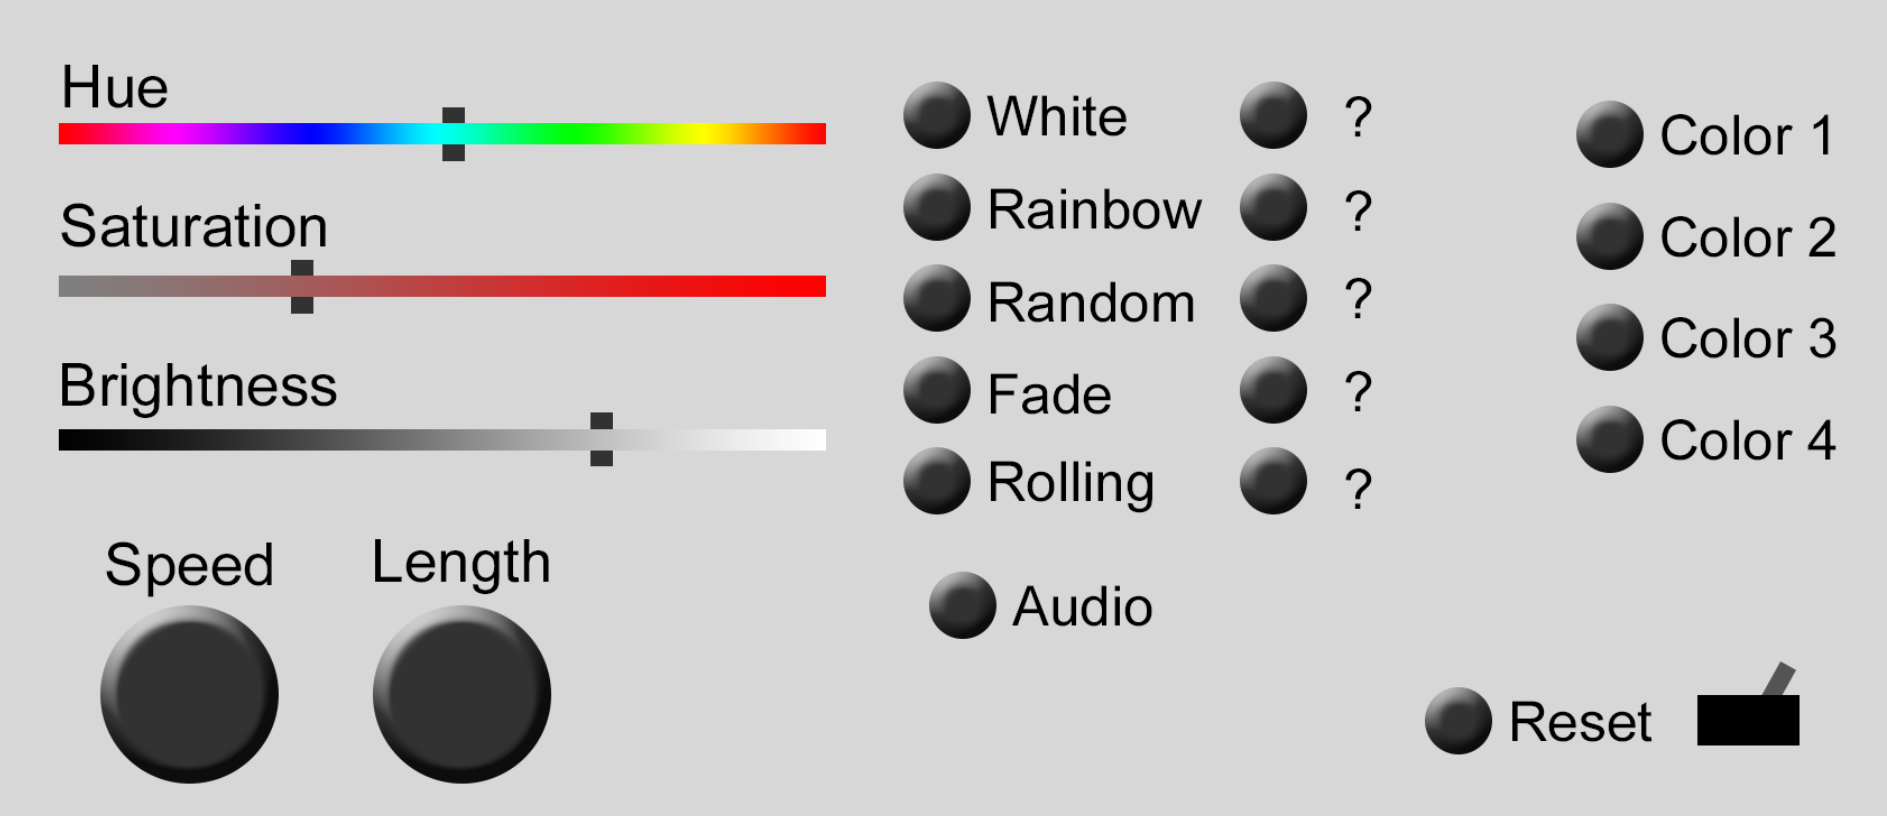 Hue
Saturation
Brightness
Speed
Length
White
?
Rainbow
?
Random
?
Fade
?
Rolling
?
Audio
Color 1
Color 2
Color 3
Color 4
Reset